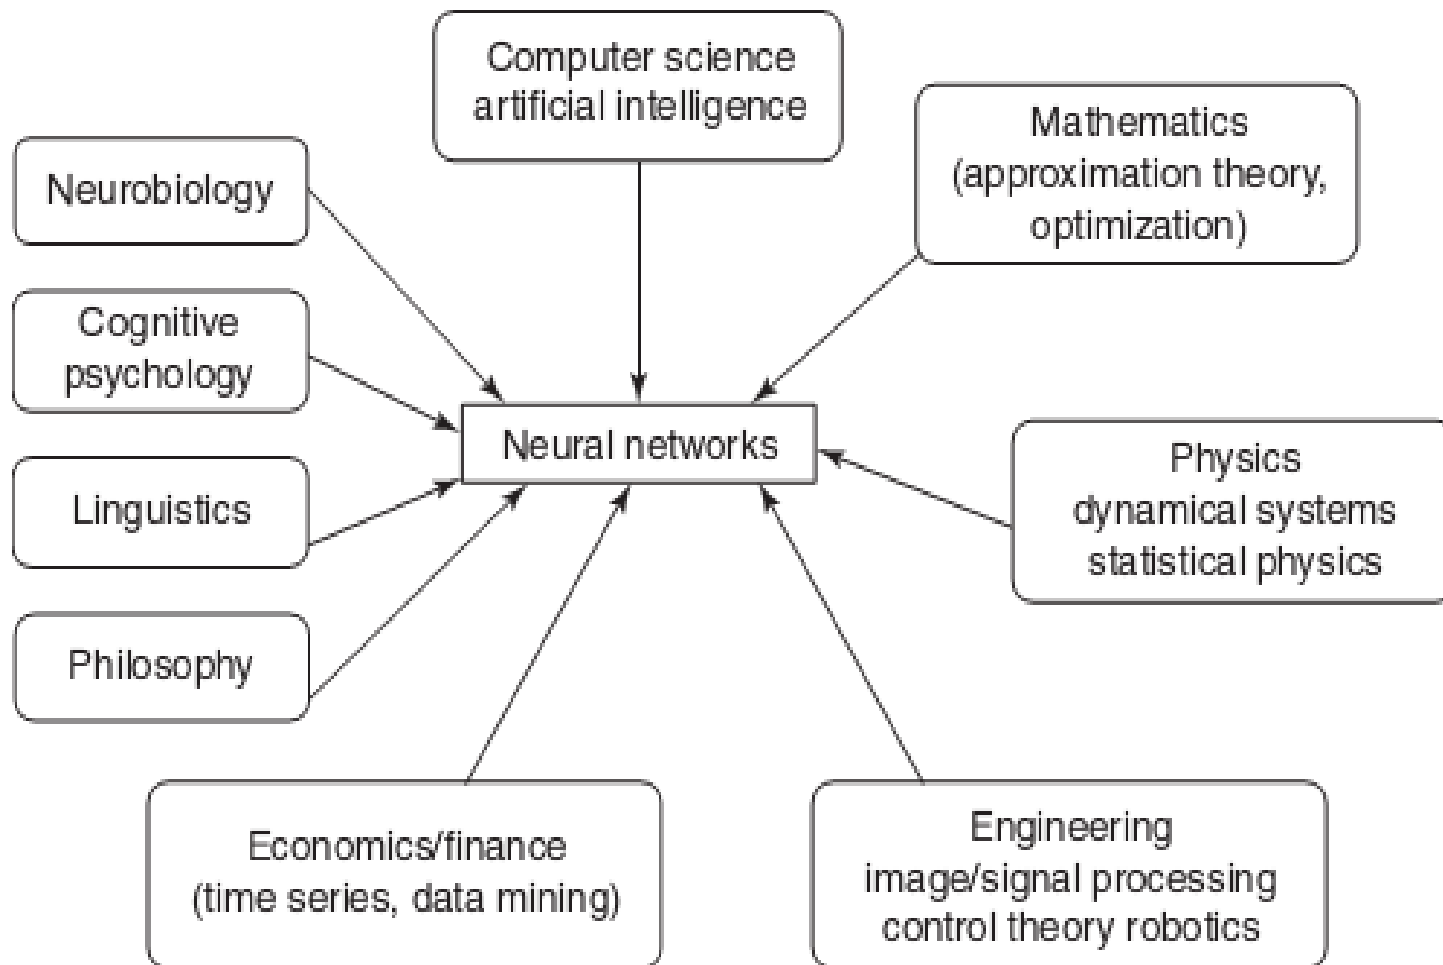 Computer science
artificial intelligence
Mathematics
(approximation theory,
optimization)
Neurobiology
Cognitive
psychology
Neural networks
Linguistics
Physics
dynamical systems
statistical physics
Philosophy
Economics/finance
(time series, data mining)
Engineering
image/signal processing
control theory robotics